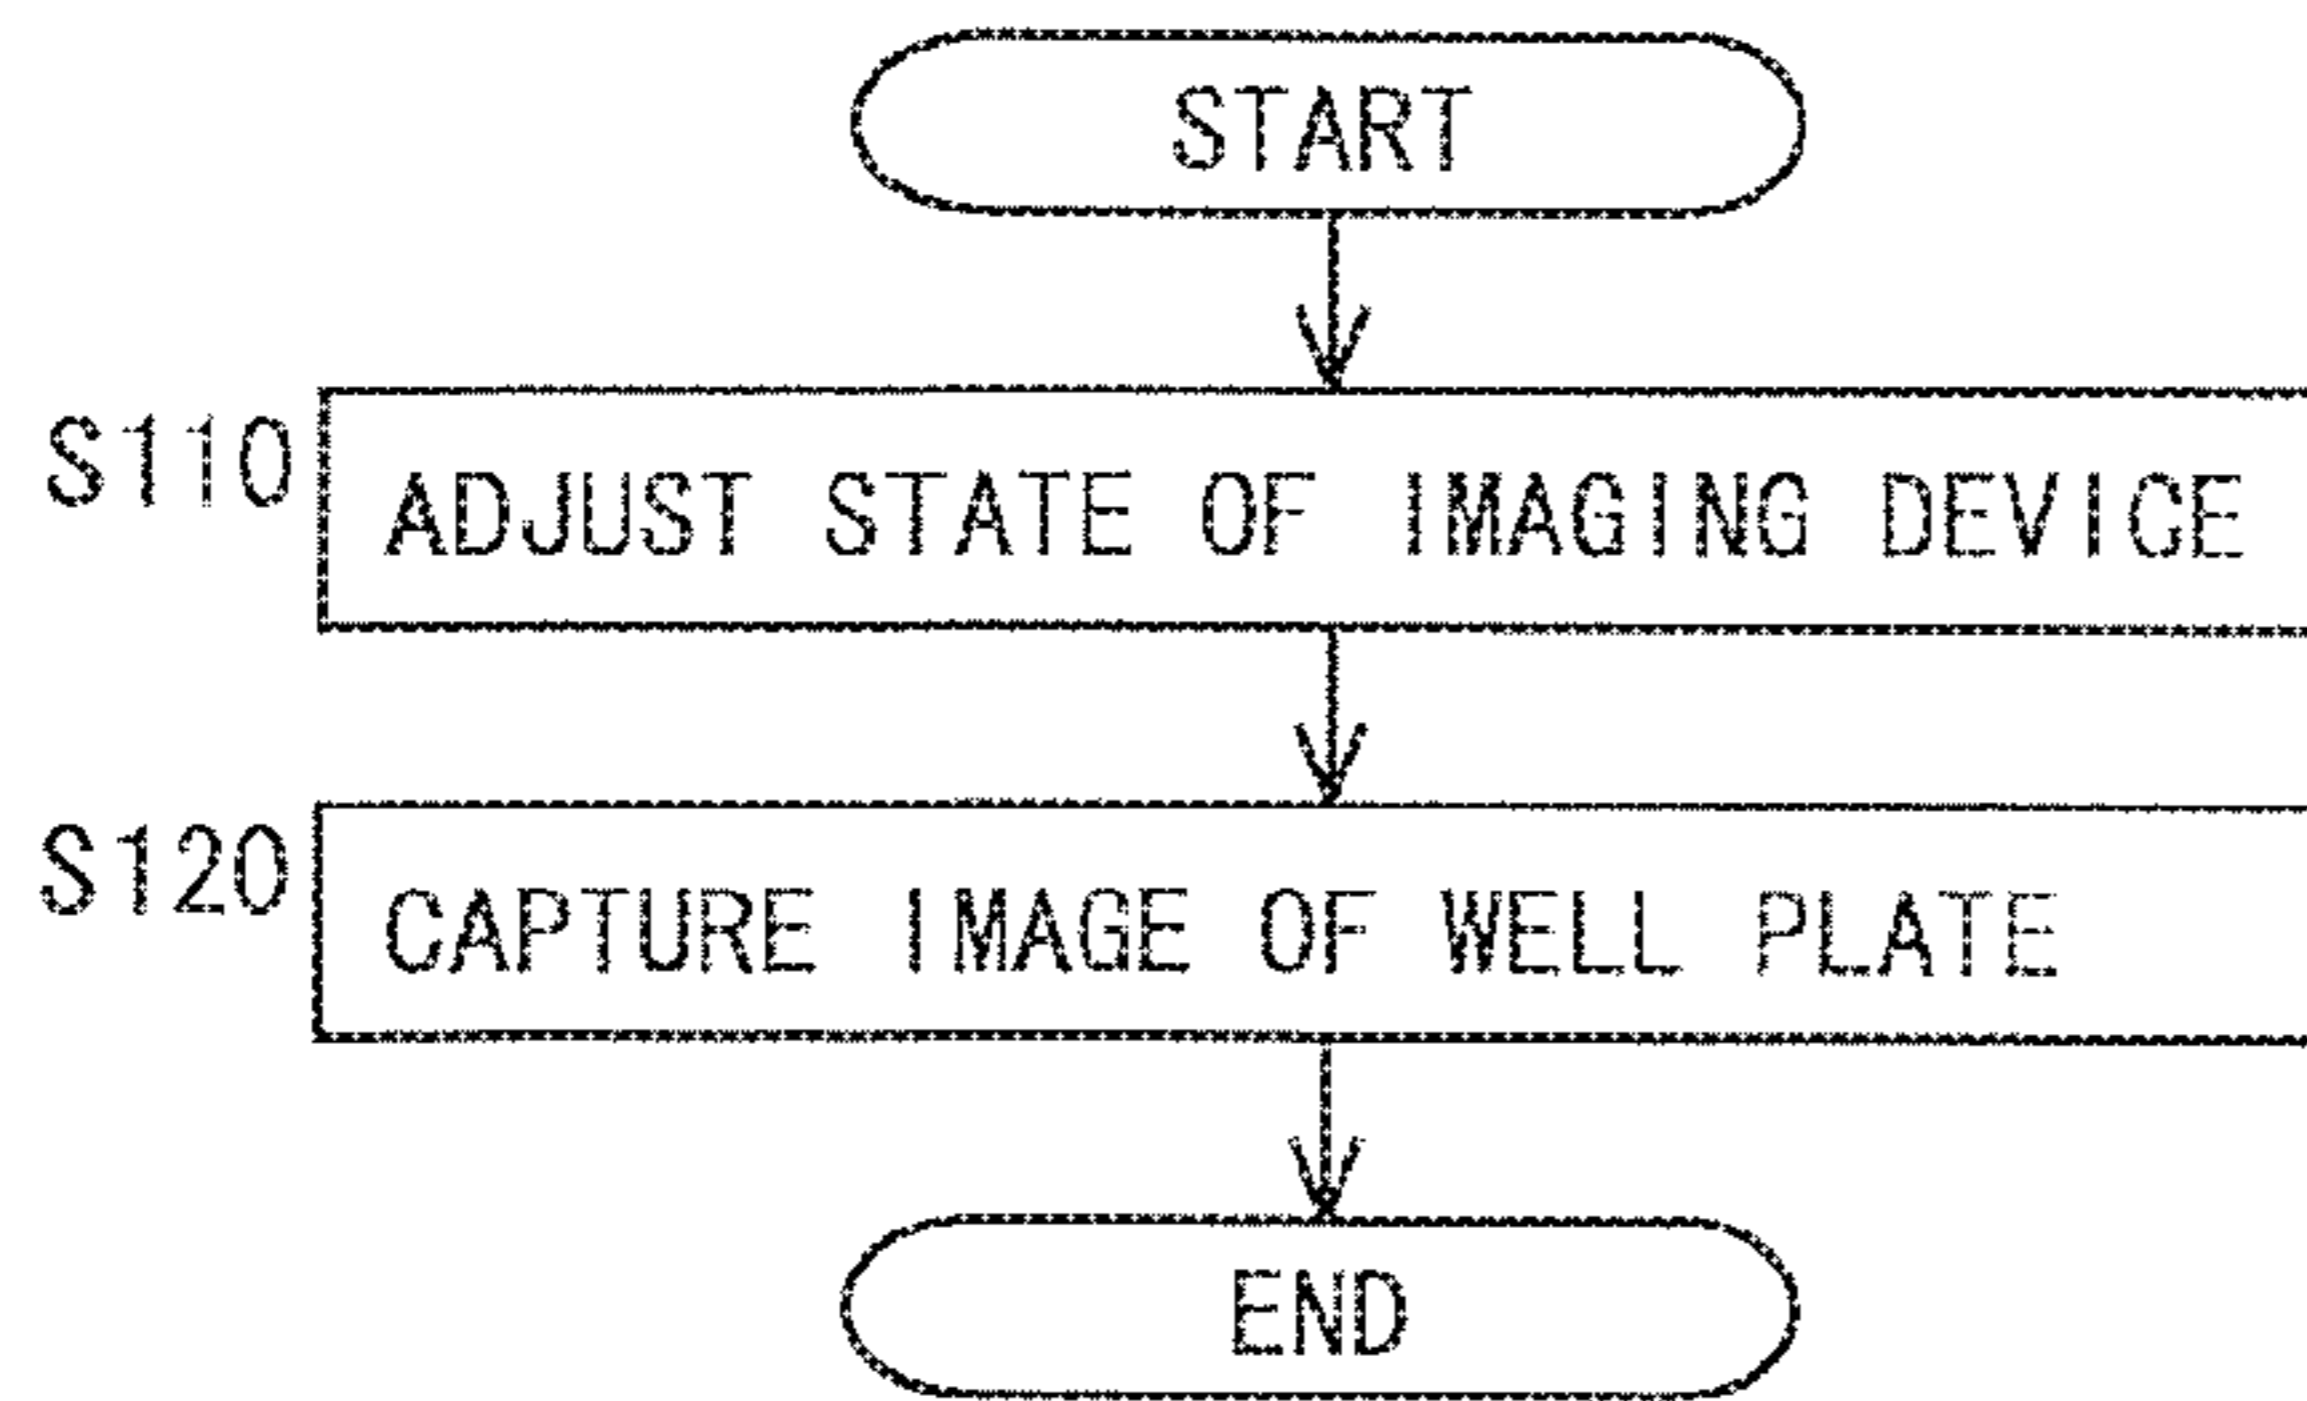 START
S110
ADJUST STATE OF IMAGING DEVICE
S120
CAPTURE IMAGE OF WELL PLATE
END